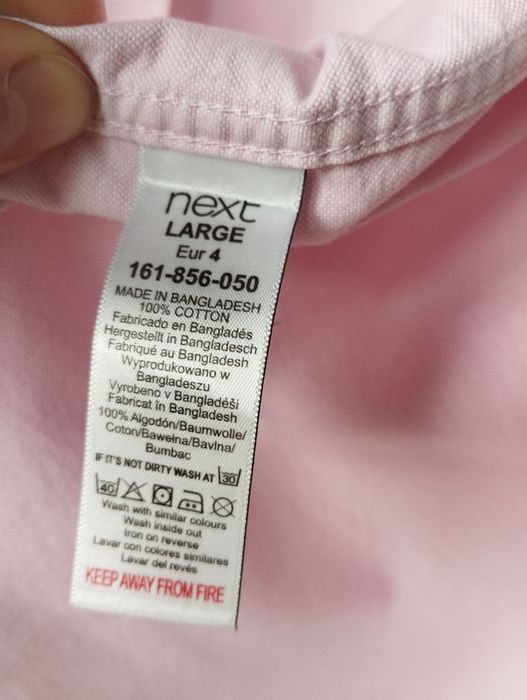 next
LARGE
Eur 4
161-856-050
MADE IN BANGLADESH
100% COTTON
Fabricado en Bangladés
Hergestellt in Bangladesch
Fabriqué au Bangladesh
Wyprodukowano w
Bangladeszu
Vyrobeno v Bangladéši
Fabricat în Bangladesh
100% Algodón/Baumwolle/
Coton/Bawełna/Bavlna/
Bumbac
IF IT'S NOT DIRTY WASH AT 30
40
Wash with similar colours
Wash inside out
Iron on reverse
Lavar con colores similares
Lavar del revés
KEEP AWAY FROM FIRE